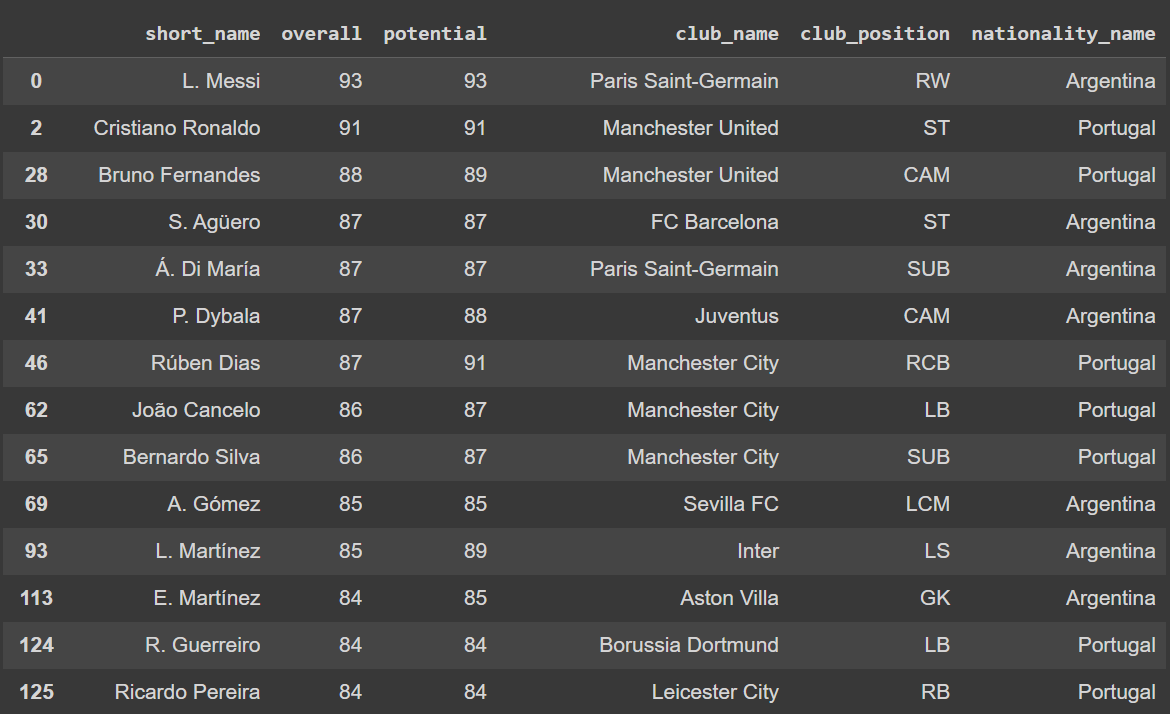 short_name overall potential club_name club_position nationality_name
0 L. Messi 93 93 Paris Saint-Germain RW Argentina
2 Cristiano Ronaldo 91 91 Manchester United ST Portugal
28 Bruno Fernandes 88 89 Manchester United CAM Portugal
30 S. Agüero 87 87 FC Barcelona ST Argentina
33 Á. Di María 87 87 Paris Saint-Germain SUB Argentina
41 P. Dybala 87 88 Juventus CAM Argentina
46 Rúben Dias 87 91 Manchester City RCB Portugal
62 João Cancelo 86 87 Manchester City LB Portugal
65 Bernardo Silva 86 87 Manchester City SUB Portugal
69 A. Gómez 85 85 Sevilla FC LCM Argentina
93 L. Martínez 85 89 Inter LS Argentina
113 E. Martínez 84 85 Aston Villa GK Argentina
124 R. Guerreiro 84 84 Borussia Dortmund LB Portugal
125 Ricardo Pereira 84 84 Leicester City RB Portugal